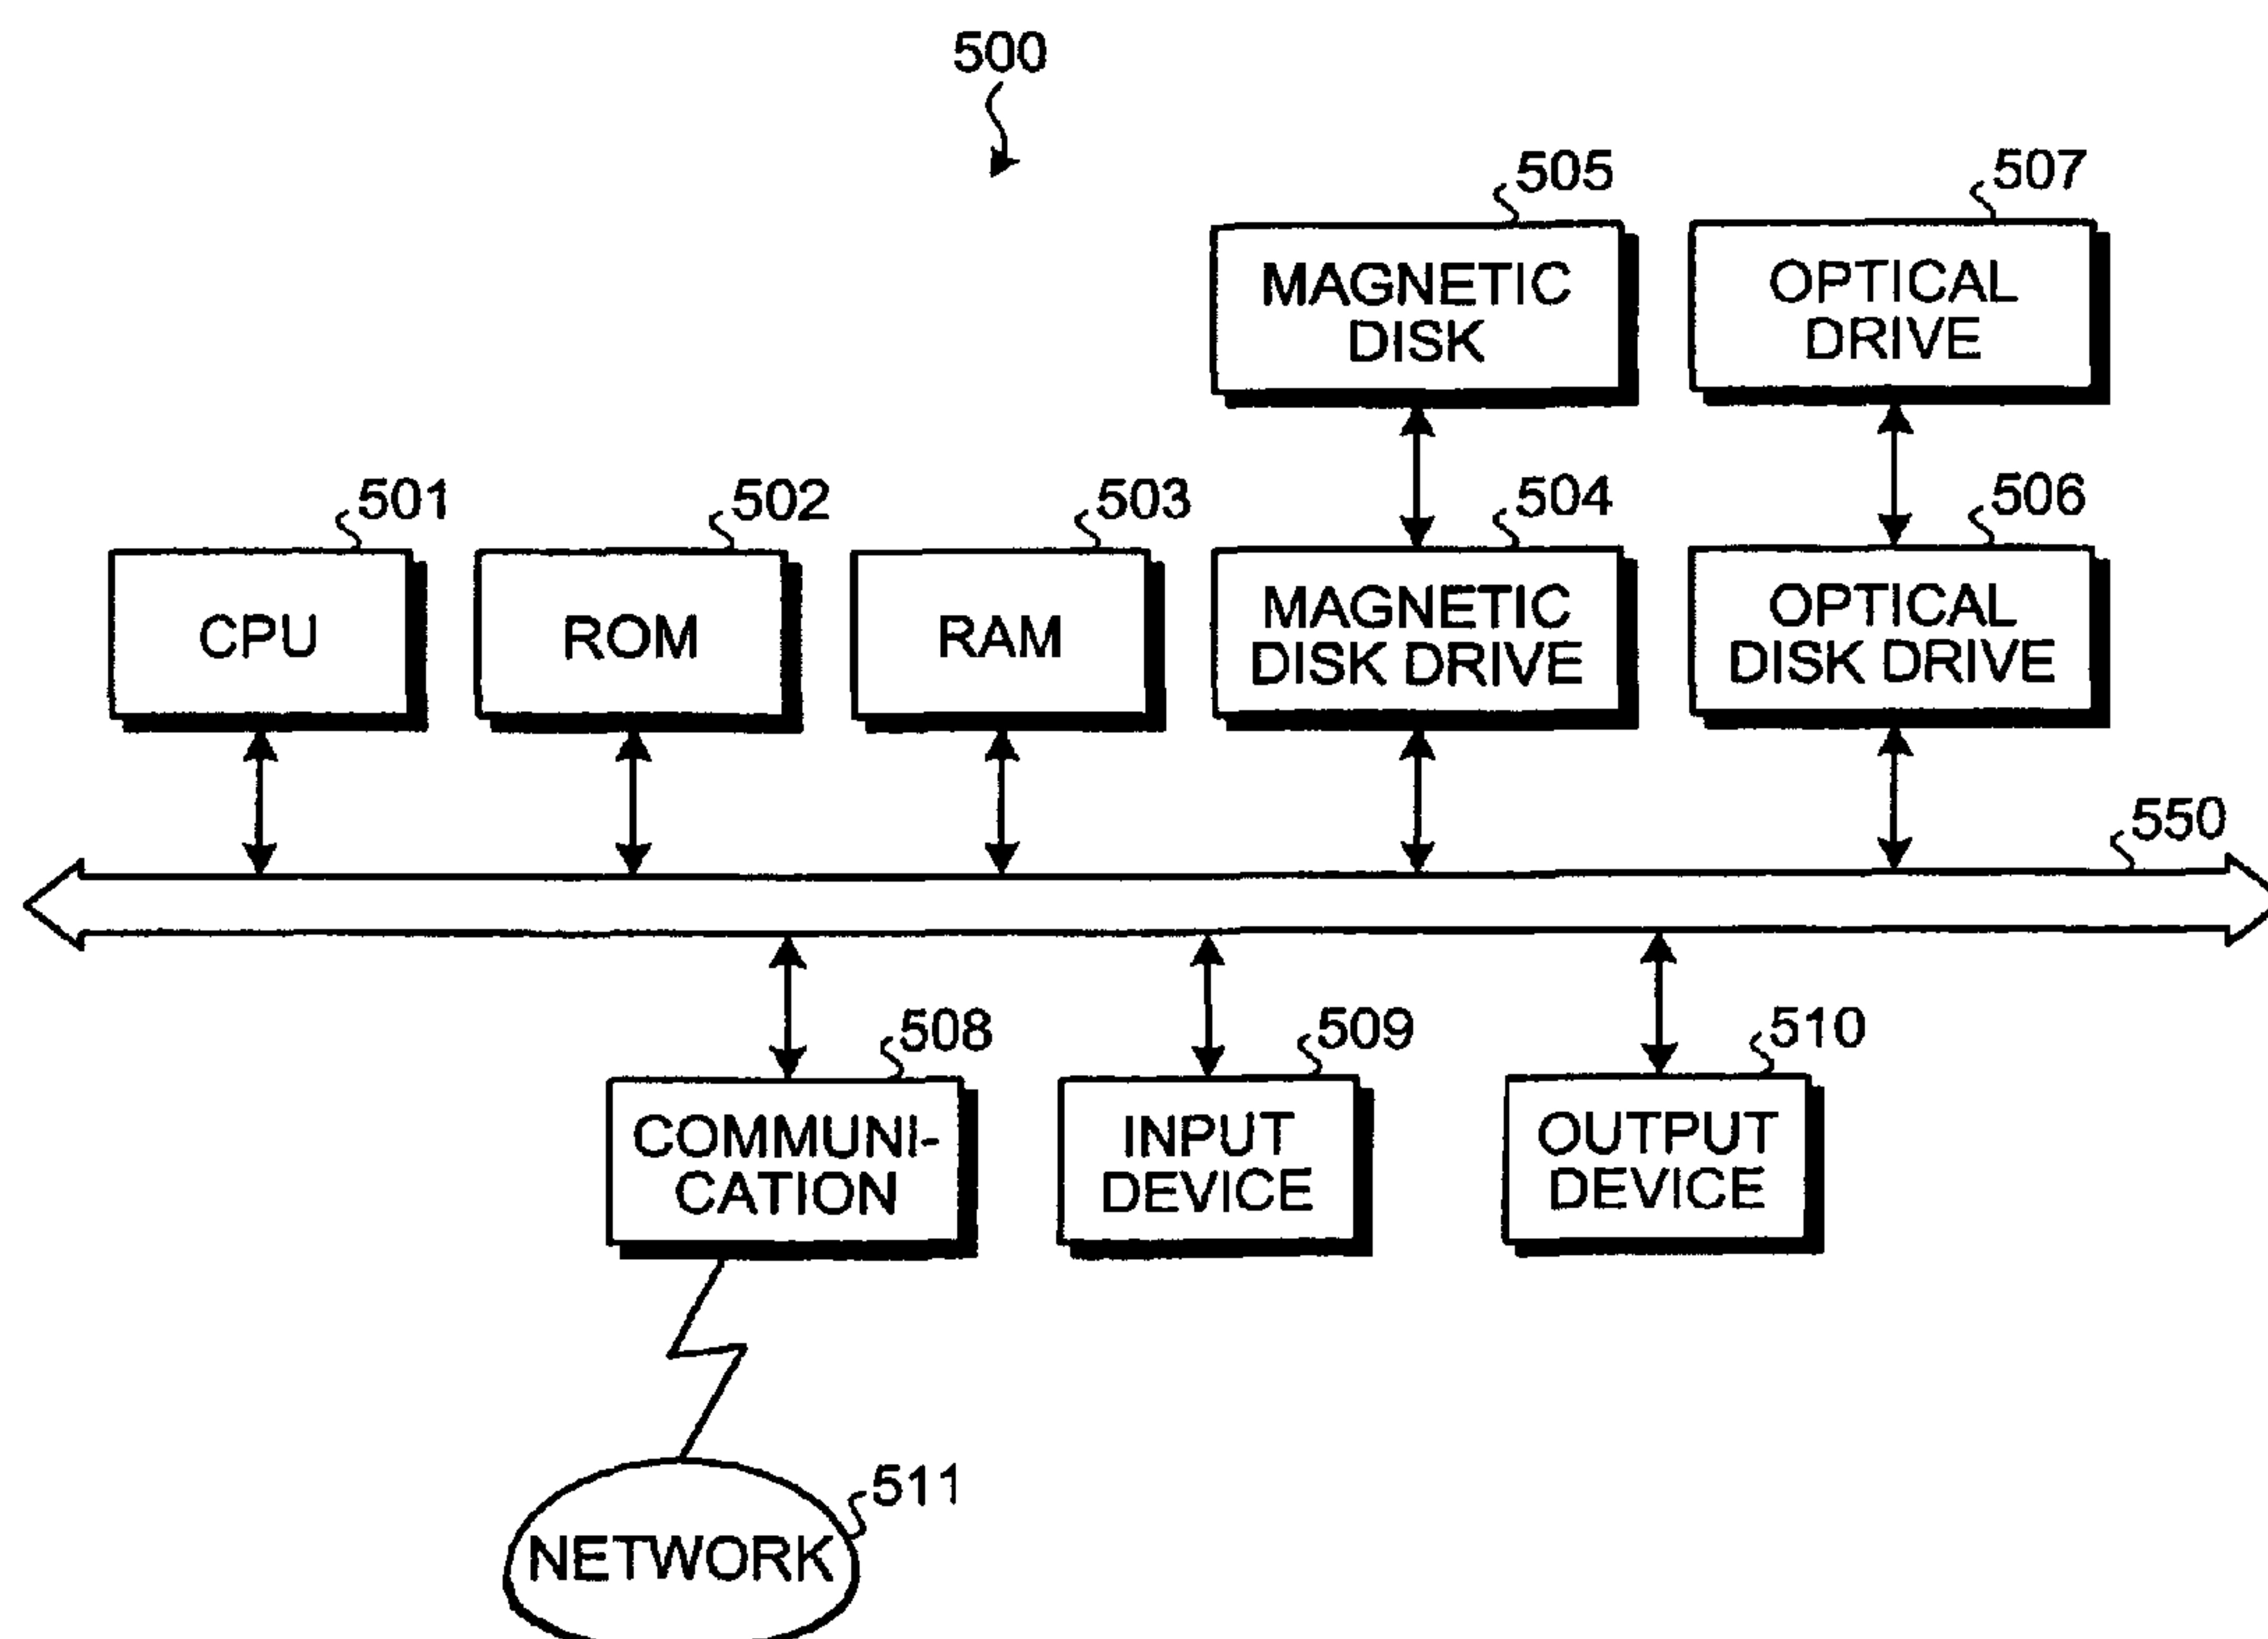 500
505
507
MAGNETIC
DISK
OPTICAL
DRIVE
501
502
503
504
506
CPU
ROM
RAM
MAGNETIC
DISK DRIVE
OPTICAL
DISK DRIVE
550
508
509
510
COMMUNI-
CATION
INPUT
DEVICE
OUTPUT
DEVICE
511
NETWORK